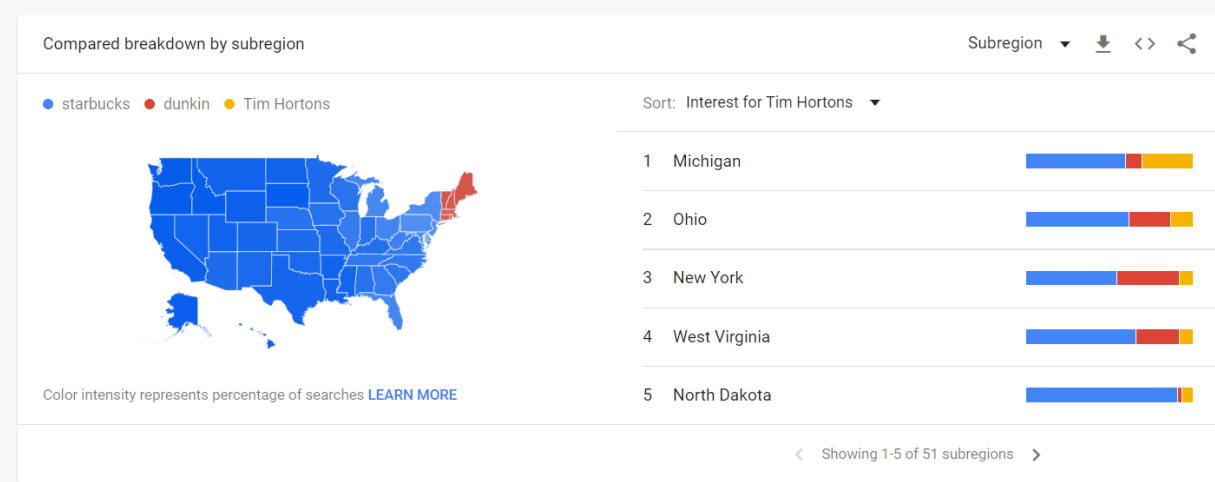 Compared breakdown by subregion
Subregion
starbucks dunkin Tim Hortons
Sort: Interest for Tim Hortons
1 Michigan
2 Ohio
3 New York
4 West Virginia
5 North Dakota
Color intensity represents percentage of searches LEARN MORE
Showing 1-5 of 51 subregions